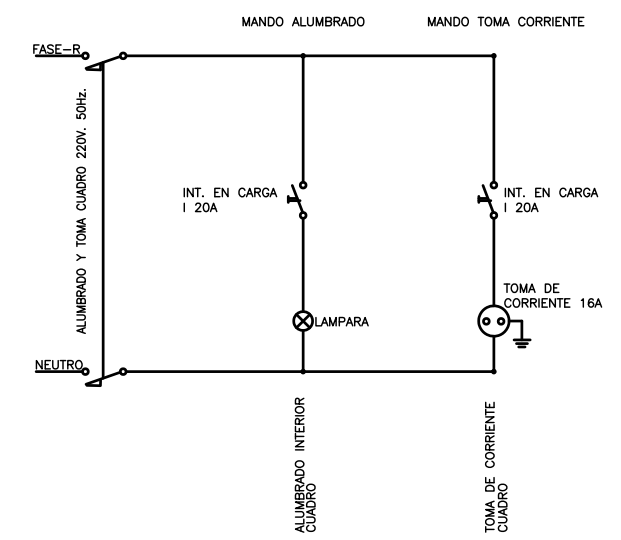 MANDO ALUMBRADO
MANDO TOMA CORRIENTE
FASE-R
ALUMBRADO Y TOMA CUADRO 220V. 50Hz.
INT. EN CARGA
I 20A
INT. EN CARGA
I 20A
TOMA DE
CORRIENTE 16A
LAMPARA
NEUTRO
ALUMBRADO INTERIOR
CUADRO
TOMA DE CORRIENTE
CUADRO